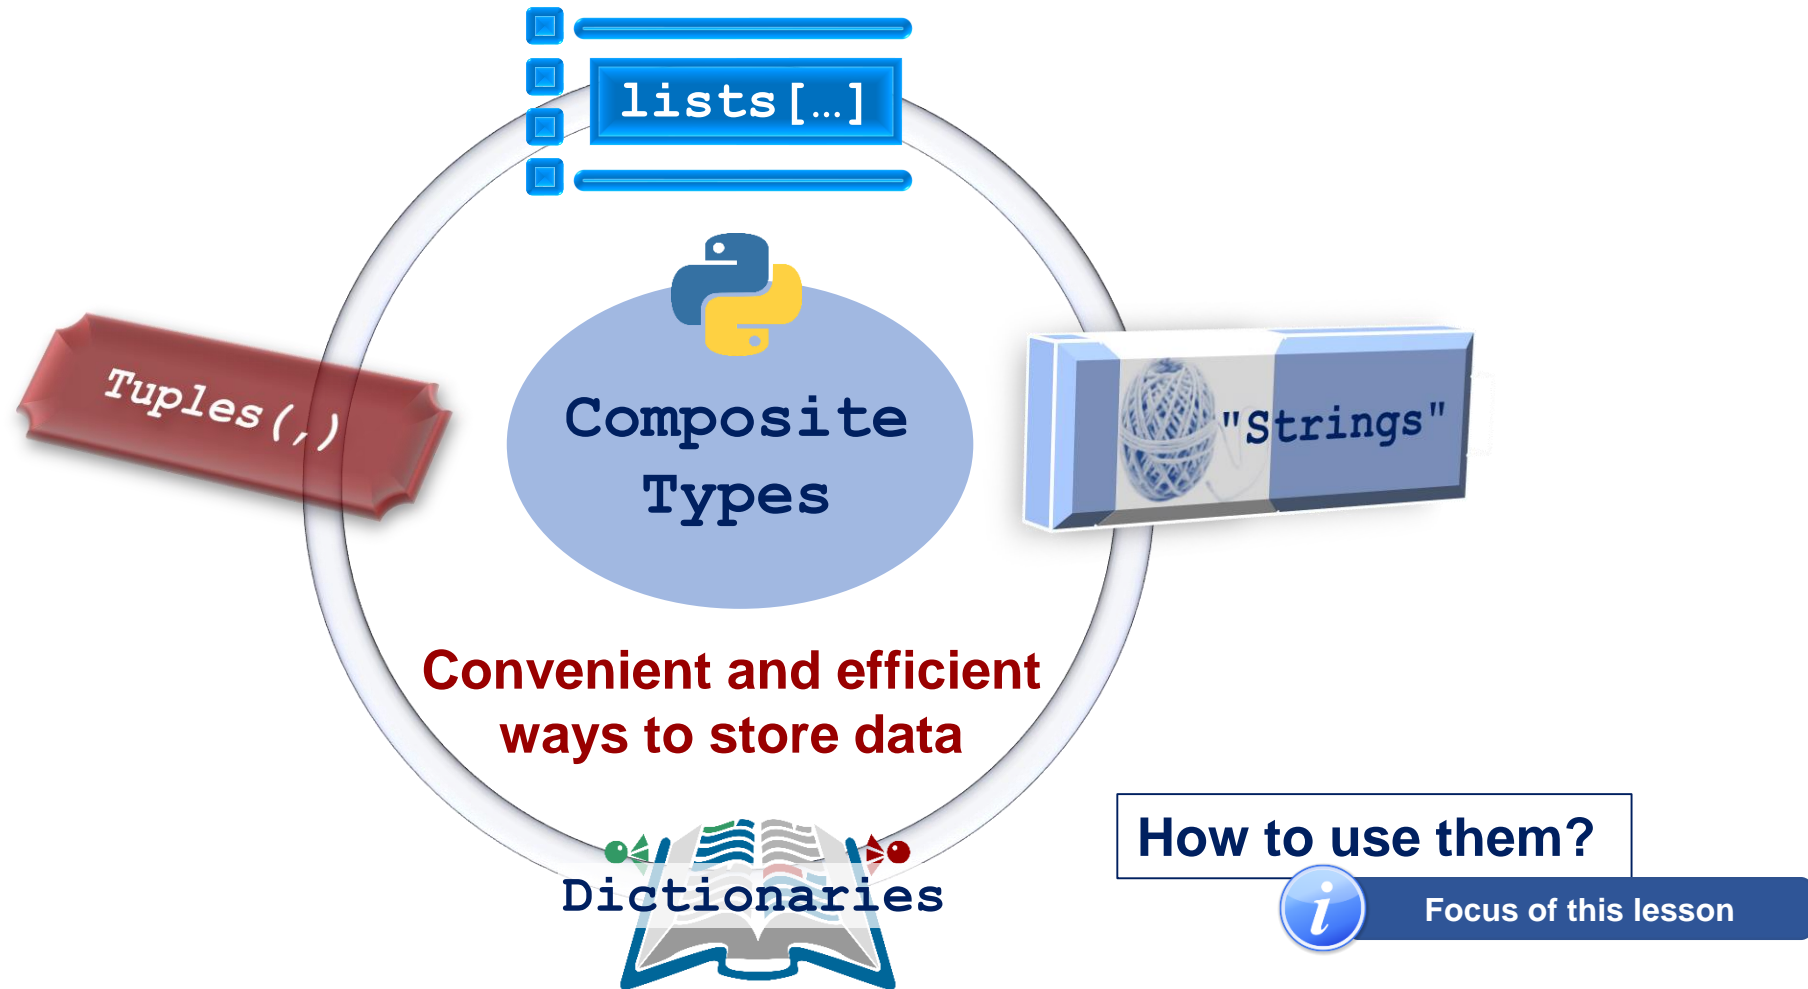 lists[…]
Tuples(,)
Composite
Types
"Strings"
Convenient and efficient
ways to store data
Dictionaries
How to use them?
i
Focus of this lesson